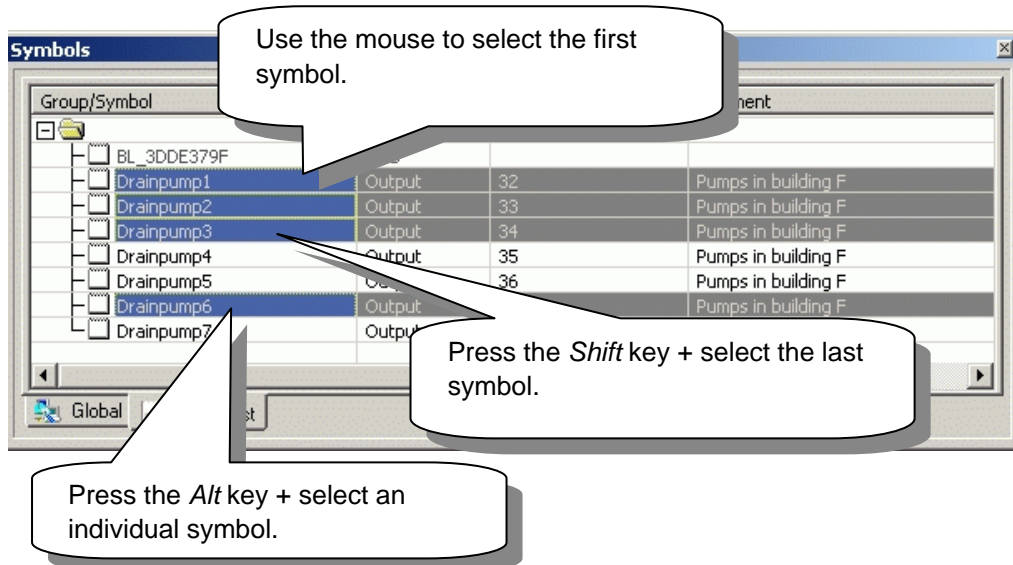 Symbols
Use the mouse to select the first
symbol.
Group/Symbol
BL_3DDE379F
Drainpump1 Output 32 Pumps in building F
Drainpump2 Output 33 Pumps in building F
Drainpump3 Output 34 Pumps in building F
Drainpump4 Output 35 Pumps in building F
Drainpump5 36 Pumps in building F
Drainpump6 Output Pumps in building F
Drainpump7
Press the Shift key + select the last
symbol.
Global
Press the Alt key + select an
individual symbol.